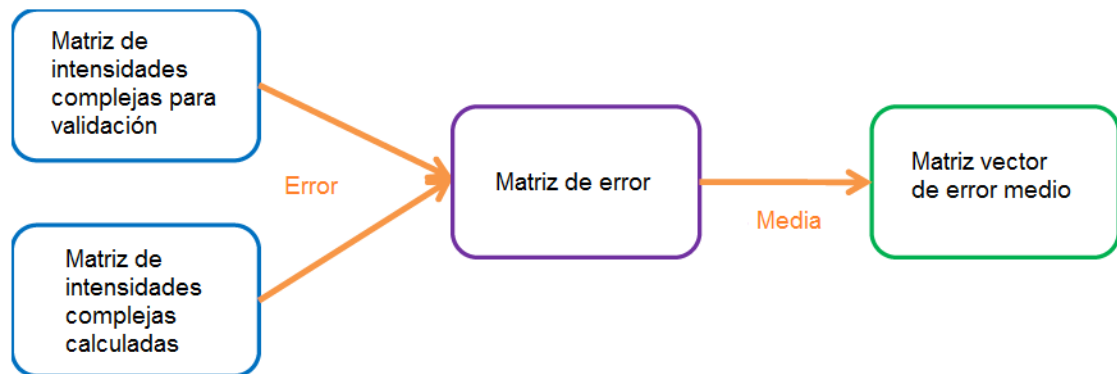 Matriz de
intensidades
complejas para
validación
Error
Matriz de
intensidades
complejas
calculadas
Matriz de error
Media
Matriz vector
de error medio